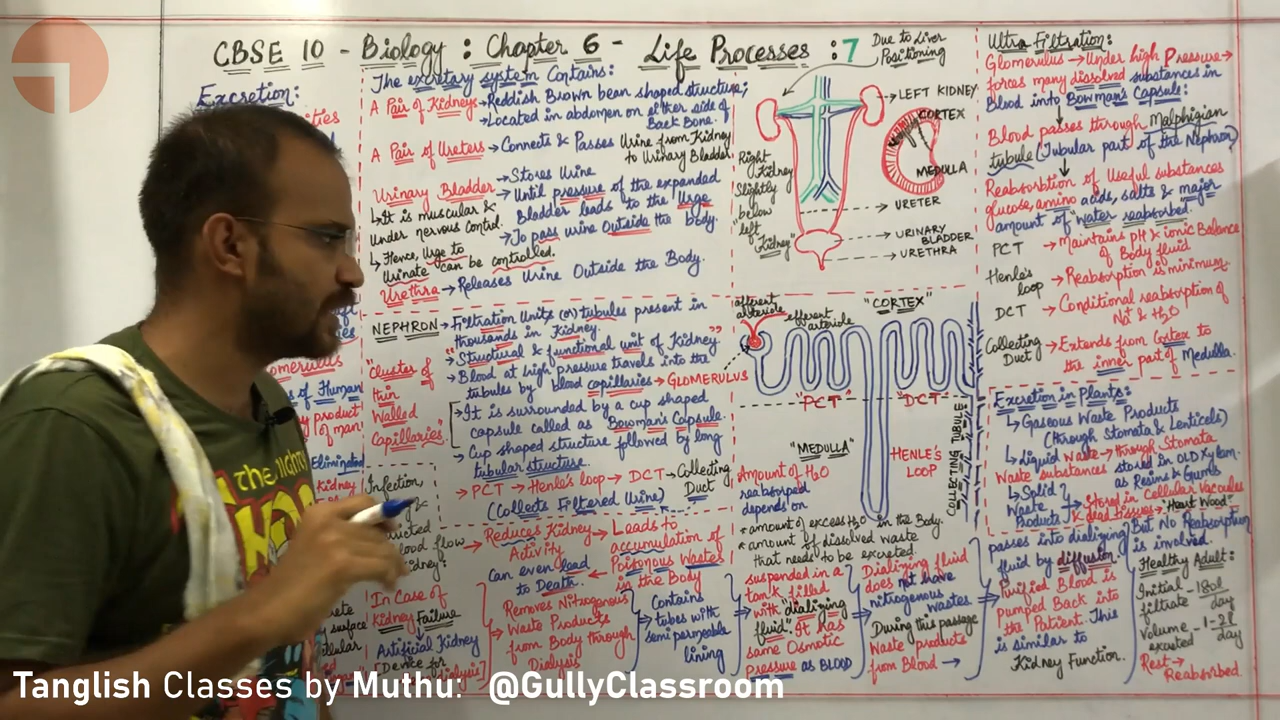 CBSE 10 - Biology : Chapter 6 - Life Processes : 7
Due to Liver
Positioning
Excretion:
The excretary system Contains:
A Pair of Kidneys → Reddish Brown bean shaped structure;
→ Located in abdomen on either side of
Back Bone.
A Pair of Ureters → Connects & Passes Urine from Kidney
to Urinary Bladder
Urinary Bladder → Stores Urine
→ Until pressure of the expanded
Bladder leads to the Urge
→ To pass urine Outside the body.
↳ It is muscular &
under nervous control.
↳ Hence, Urge to
Urinate can be controlled.
Urethra → Releases Urine Outside the Body.
NEPHRON → Filtration Units (or) tubules present in
thousands in Kidney.
→ "Structural & functional unit of Kidney"
→ Blood at high pressure travels into the
tubules by blood capillaries → GLOMERULUS
"Cluster of
thin
Walled
Capillaries"
→ It is surrounded by a cup shaped
capsule called as Bowman's Capsule.
→ Cup shaped structure followed by long
tubular structure.
→ PCT → Henle's loop → DCT → Collecting
Duct
(Collects Filtered Urine)
Infection,
blood flow
Kidney:
→ Reduces Kidney
Activity
→ Leads to
accumulation of
Poisonous Wastes
in the Body
Can even lead
to Death.
In Case of
Kidney Failure
Artificial Kidney
[Device for
Dialysis]
Removes Nitrogenous
Waste Products
from Body through
Dialysis
Contains
tubes with
semi permeable
lining
suspended in a
tank filled
with "dializing
fluid". It has
same Osmotic
pressure as BLOOD
Dializing fluid
does not have
nitrogenous
wastes
During this passage
Waste products
from Blood →
passes into dializing
fluid by diffusion.
Purified Blood is
pumped Back into
the Patient. This
is similar to
Kidney Function.
But No Reabsorption
is involved.
Healthy Adult:
Initial 180l
filtrate day
Volume 1-2l
excreted day
Rest →
Reabsorbed
LEFT KIDNEY
CORTEX
MEDULLA
Right
Kidney
Slightly
below
"left
Kidney"
URETER
URINARY
BLADDER
URETHRA
afferent
arteriole
efferent
arteriole
"CORTEX"
"PCT"
"DCT"
"MEDULLA"
HENLE'S
LOOP
COLLECTING TUBULE
Amount of H2O
reabsorped
depends on
* amount of excess H2O in the Body.
* amount of dissolved waste
that needs to be excreted.
Ultra Filtration:
Glomerulus → Under high Pressure →
forces many dissolved substances in
Blood into Bowman's Capsule:
Blood passes through Malphigian
tubule (Tubular part of the Nephron)
Reabsorbtion of Useful substances
glucose, amino acids, salts & major
amount of water reabsorbed.
PCT → Maintains pH & ionic Balance
of Body fluid
Henle's
loop → Reabsorption is minimum
DCT → Conditional reabsorption of
Na+ & H2O
Collecting
Duct → Extends from Cortex to
the inner part of Medulla.
Excretion in Plants:
↳ Gaseous Waste Products
(through Stomata & Lenticels)
↳ Liquid Waste → through Stomata
Waste substances stored in OLD Xylem
as Resins & Gums
↳ Solid
Waste
Products
Stored in Cellular Vacuoles
& dead tissues → "Heart Wood"
Tanglish Classes by Muthu: @GullyClassroom